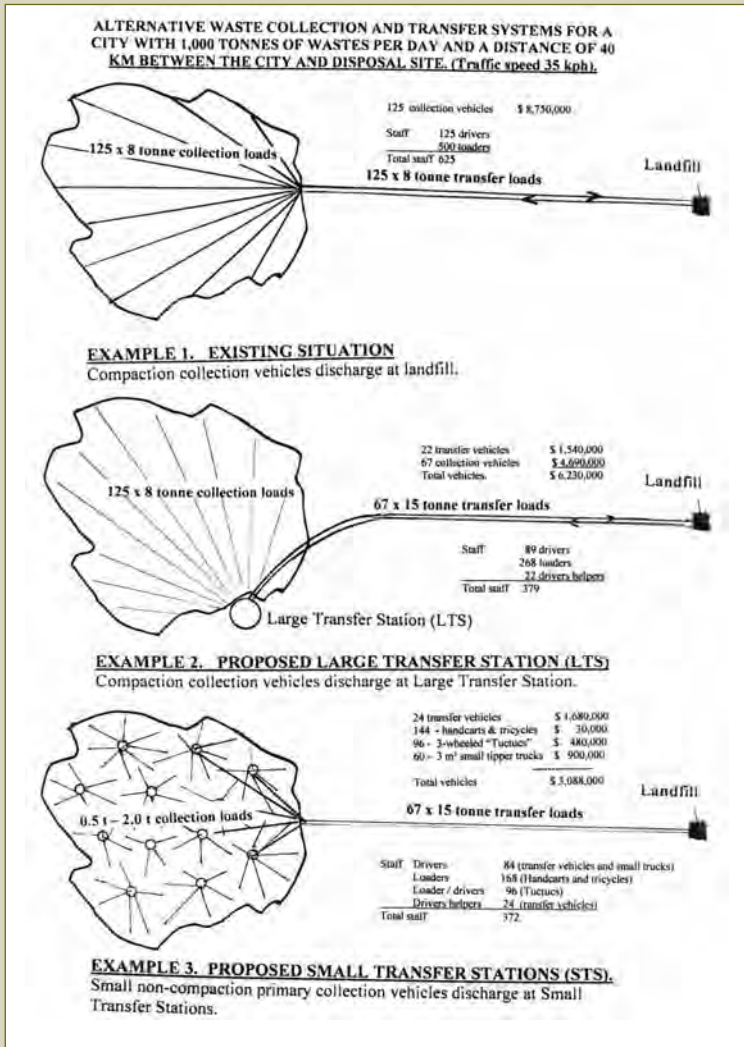 ALTERNATIVE WASTE COLLECTION AND TRANSFER SYSTEMS FOR A
CITY WITH 1,000 TONNES OF WASTES PER DAY AND A DISTANCE OF 40
KM BETWEEN THE CITY AND DISPOSAL SITE. (Traffic speed 35 kph).
125 collection vehicles $ 8,750,000
Staff 125 drivers
500 loaders
Total staff 625
125 x 8 tonne collection loads
125 x 8 tonne transfer loads
Landfill
EXAMPLE 1. EXISTING SITUATION
Compaction collection vehicles discharge at landfill.
22 transfer vehicles $ 1,540,000
67 collection vehicles $ 4,690,000
Total vehicles. $ 6,230,000
125 x 8 tonne collection loads
67 x 15 tonne transfer loads
Landfill
Staff 89 drivers
268 loaders
22 drivers helpers
Total staff 379
Large Transfer Station (LTS)
EXAMPLE 2. PROPOSED LARGE TRANSFER STATION (LTS)
Compaction collection vehicles discharge at Large Transfer Station.
24 transfer vehicles $ 1,680,000
144 - handcarts & tricycles $ 30,000
96 - 3-wheeled "Tuctucs" $ 480,000
60 – 3 m³ small tipper trucks $ 900,000
Total vehicles $ 3,088,000
0.5 t – 2.0 t collection loads
67 x 15 tonne transfer loads
Landfill
Staff Drivers 84 (transfer vehicles and small trucks)
Loaders 168 (Handcarts and tricycles)
Loader / drivers 96 (Tuctucs)
Drivers helpers 24 (transfer vehicles)
Total staff 372
EXAMPLE 3. PROPOSED SMALL TRANSFER STATIONS (STS).
Small non-compaction primary collection vehicles discharge at Small
Transfer Stations.